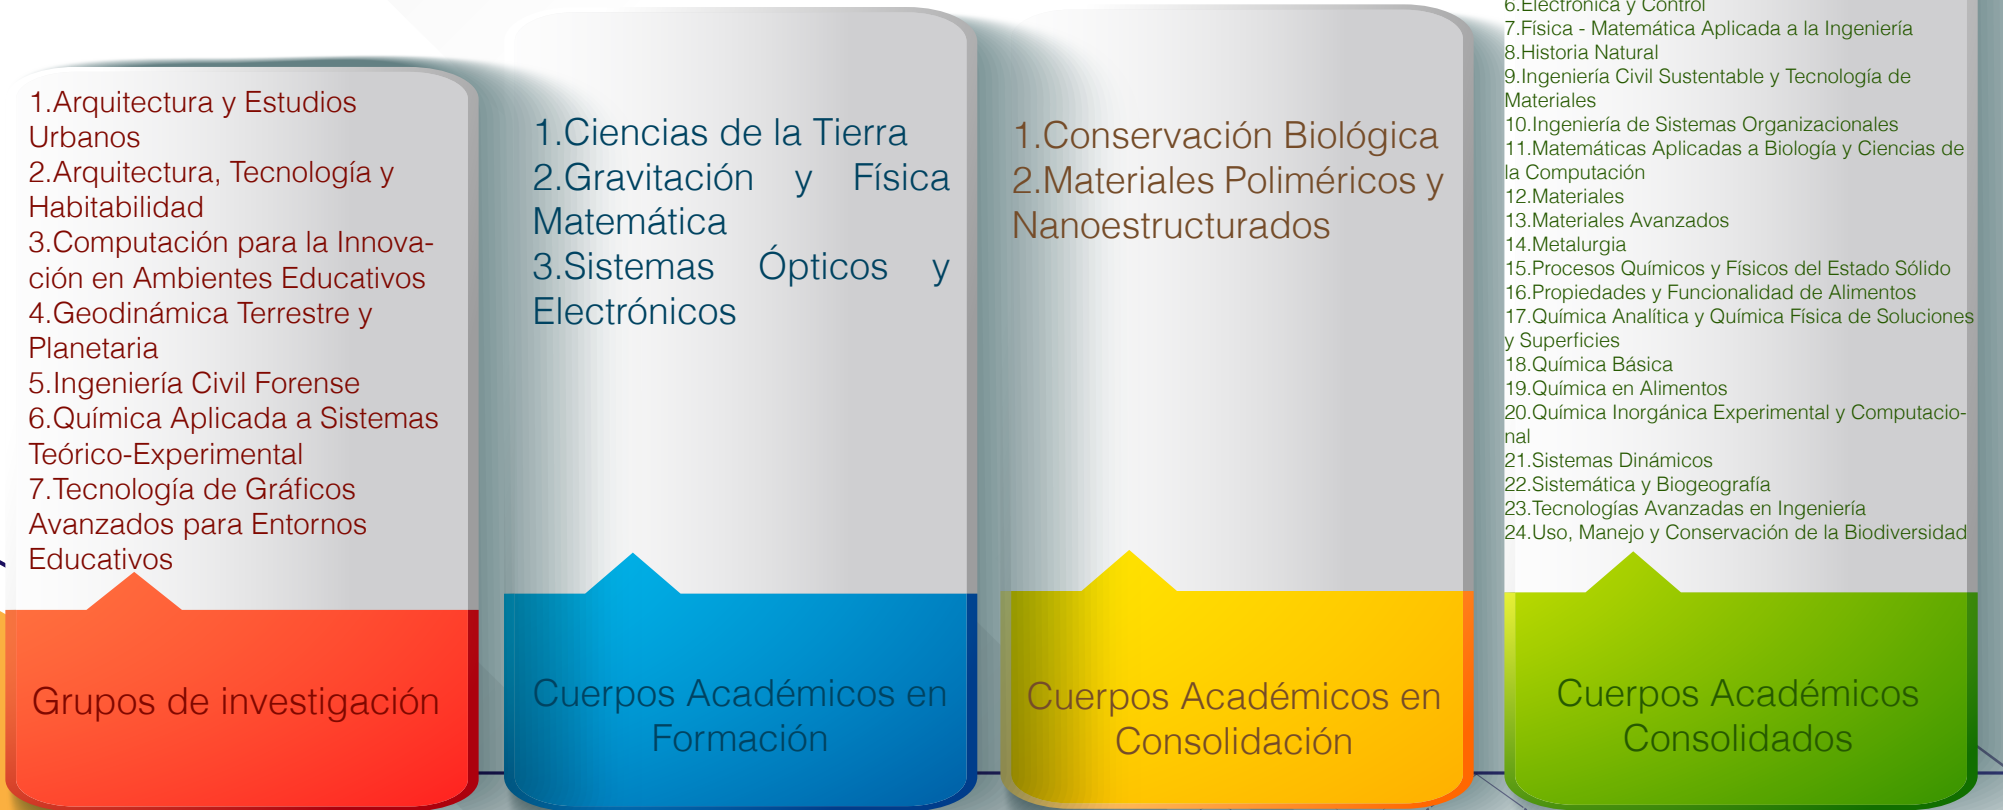 1.Arquitectura y Estudios
Urbanos
2.Arquitectura, Tecnología y
Habitabilidad
3.Computación para la Innova-
ción en Ambientes Educativos
4.Geodinámica Terrestre y
Planetaria
5.Ingeniería Civil Forense
6.Química Aplicada a Sistemas
Teórico-Experimental
7.Tecnología de Gráficos
Avanzados para Entornos
Educativos
Grupos de investigación
1.Ciencias de la Tierra
2.Gravitación y Física
Matemática
3.Sistemas Ópticos y
Electrónicos
Cuerpos Académicos en
Formación
1.Conservación Biológica
2.Materiales Poliméricos y
Nanoestructurados
Cuerpos Académicos en
Consolidación
6.Electrónica y Control
7.Física - Matemática Aplicada a la Ingeniería
8.Historia Natural
9.Ingeniería Civil Sustentable y Tecnología de
Materiales
10.Ingeniería de Sistemas Organizacionales
11.Matemáticas Aplicadas a Biología y Ciencias de
la Computación
12.Materiales
13.Materiales Avanzados
14.Metalurgia
15.Procesos Químicos y Físicos del Estado Sólido
16.Propiedades y Funcionalidad de Alimentos
17.Química Analítica y Química Física de Soluciones
y Superficies
18.Química Básica
19.Química en Alimentos
20.Química Inorgánica Experimental y Computacio-
nal
21.Sistemas Dinámicos
22.Sistemática y Biogeografía
23.Tecnologías Avanzadas en Ingeniería
24.Uso, Manejo y Conservación de la Biodiversidad
Cuerpos Académicos
Consolidados